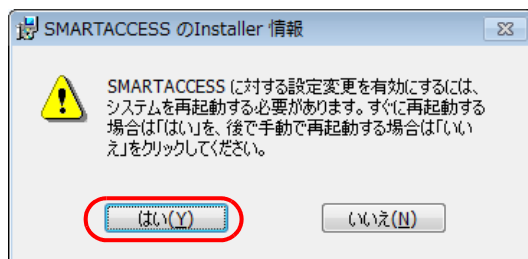 SMARTACCESS のInstaller 情報
SMARTACCESS に対する設定変更を有効にするには、
システムを再起動する必要があります。すぐに再起動する
場合は「はい」を、後で手動で再起動する場合は「いい
え」をクリックしてください。
はい(Y)
いいえ(N)